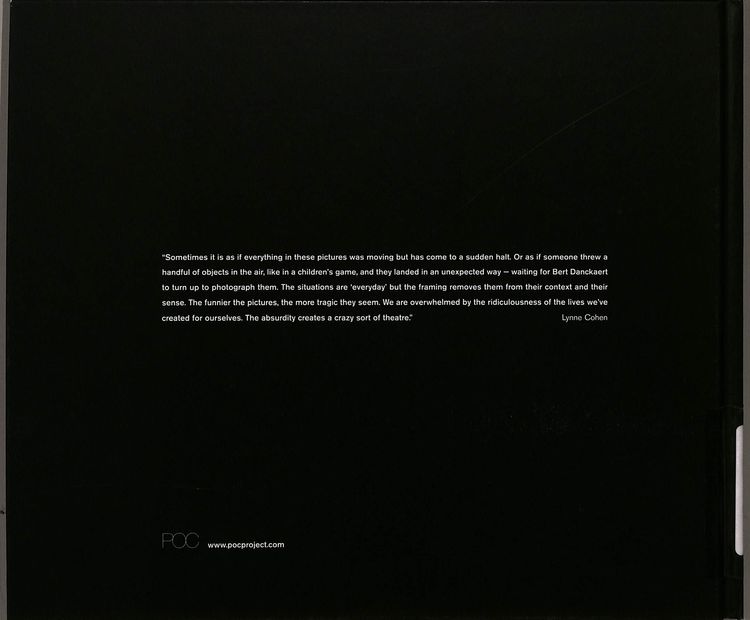 “Sometimes it is as if everything in these pictures was moving but has come to a sudden halt. Or as if someone threw a
handful of objects in the air, like in a children’s game, and they landed in an unexpected way – waiting for Bert Danckaert
to turn up to photograph them. The situations are ‘everyday’ but the framing removes them from their context and their
sense. The funnier the pictures, the more tragic they seem. We are overwhelmed by the ridiculousness of the lives we’ve
created for ourselves. The absurdity creates a crazy sort of theatre.” Lynne Cohen
POC www.pocproject.com